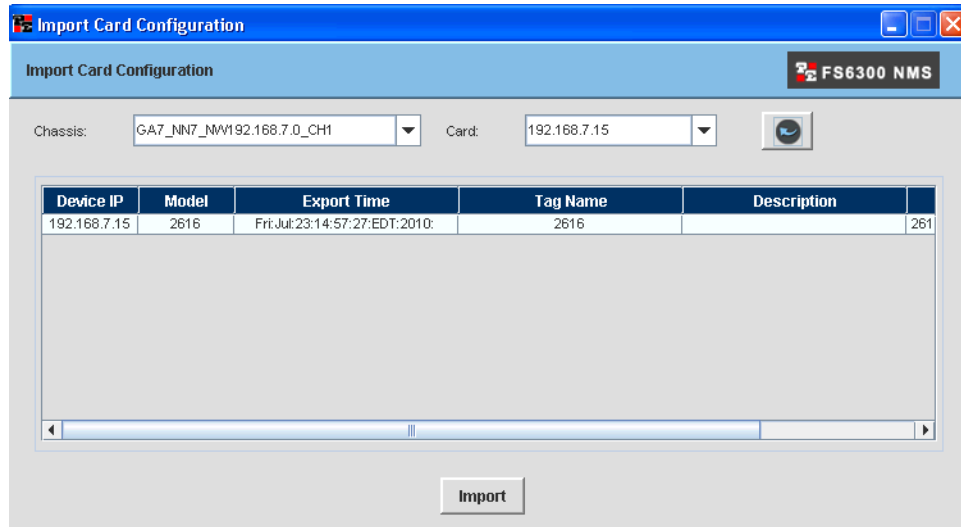 Import Card Configuration
Import Card Configuration FS6300 NMS
Chassis: GA7_NN7_NW192.168.7.0_CH1 Card: 192.168.7.15
Device IP Model Export Time Tag Name Description
192.168.7.15 2616 Fri:Jul:23:14:57:27:EDT:2010: 2616 261
Import